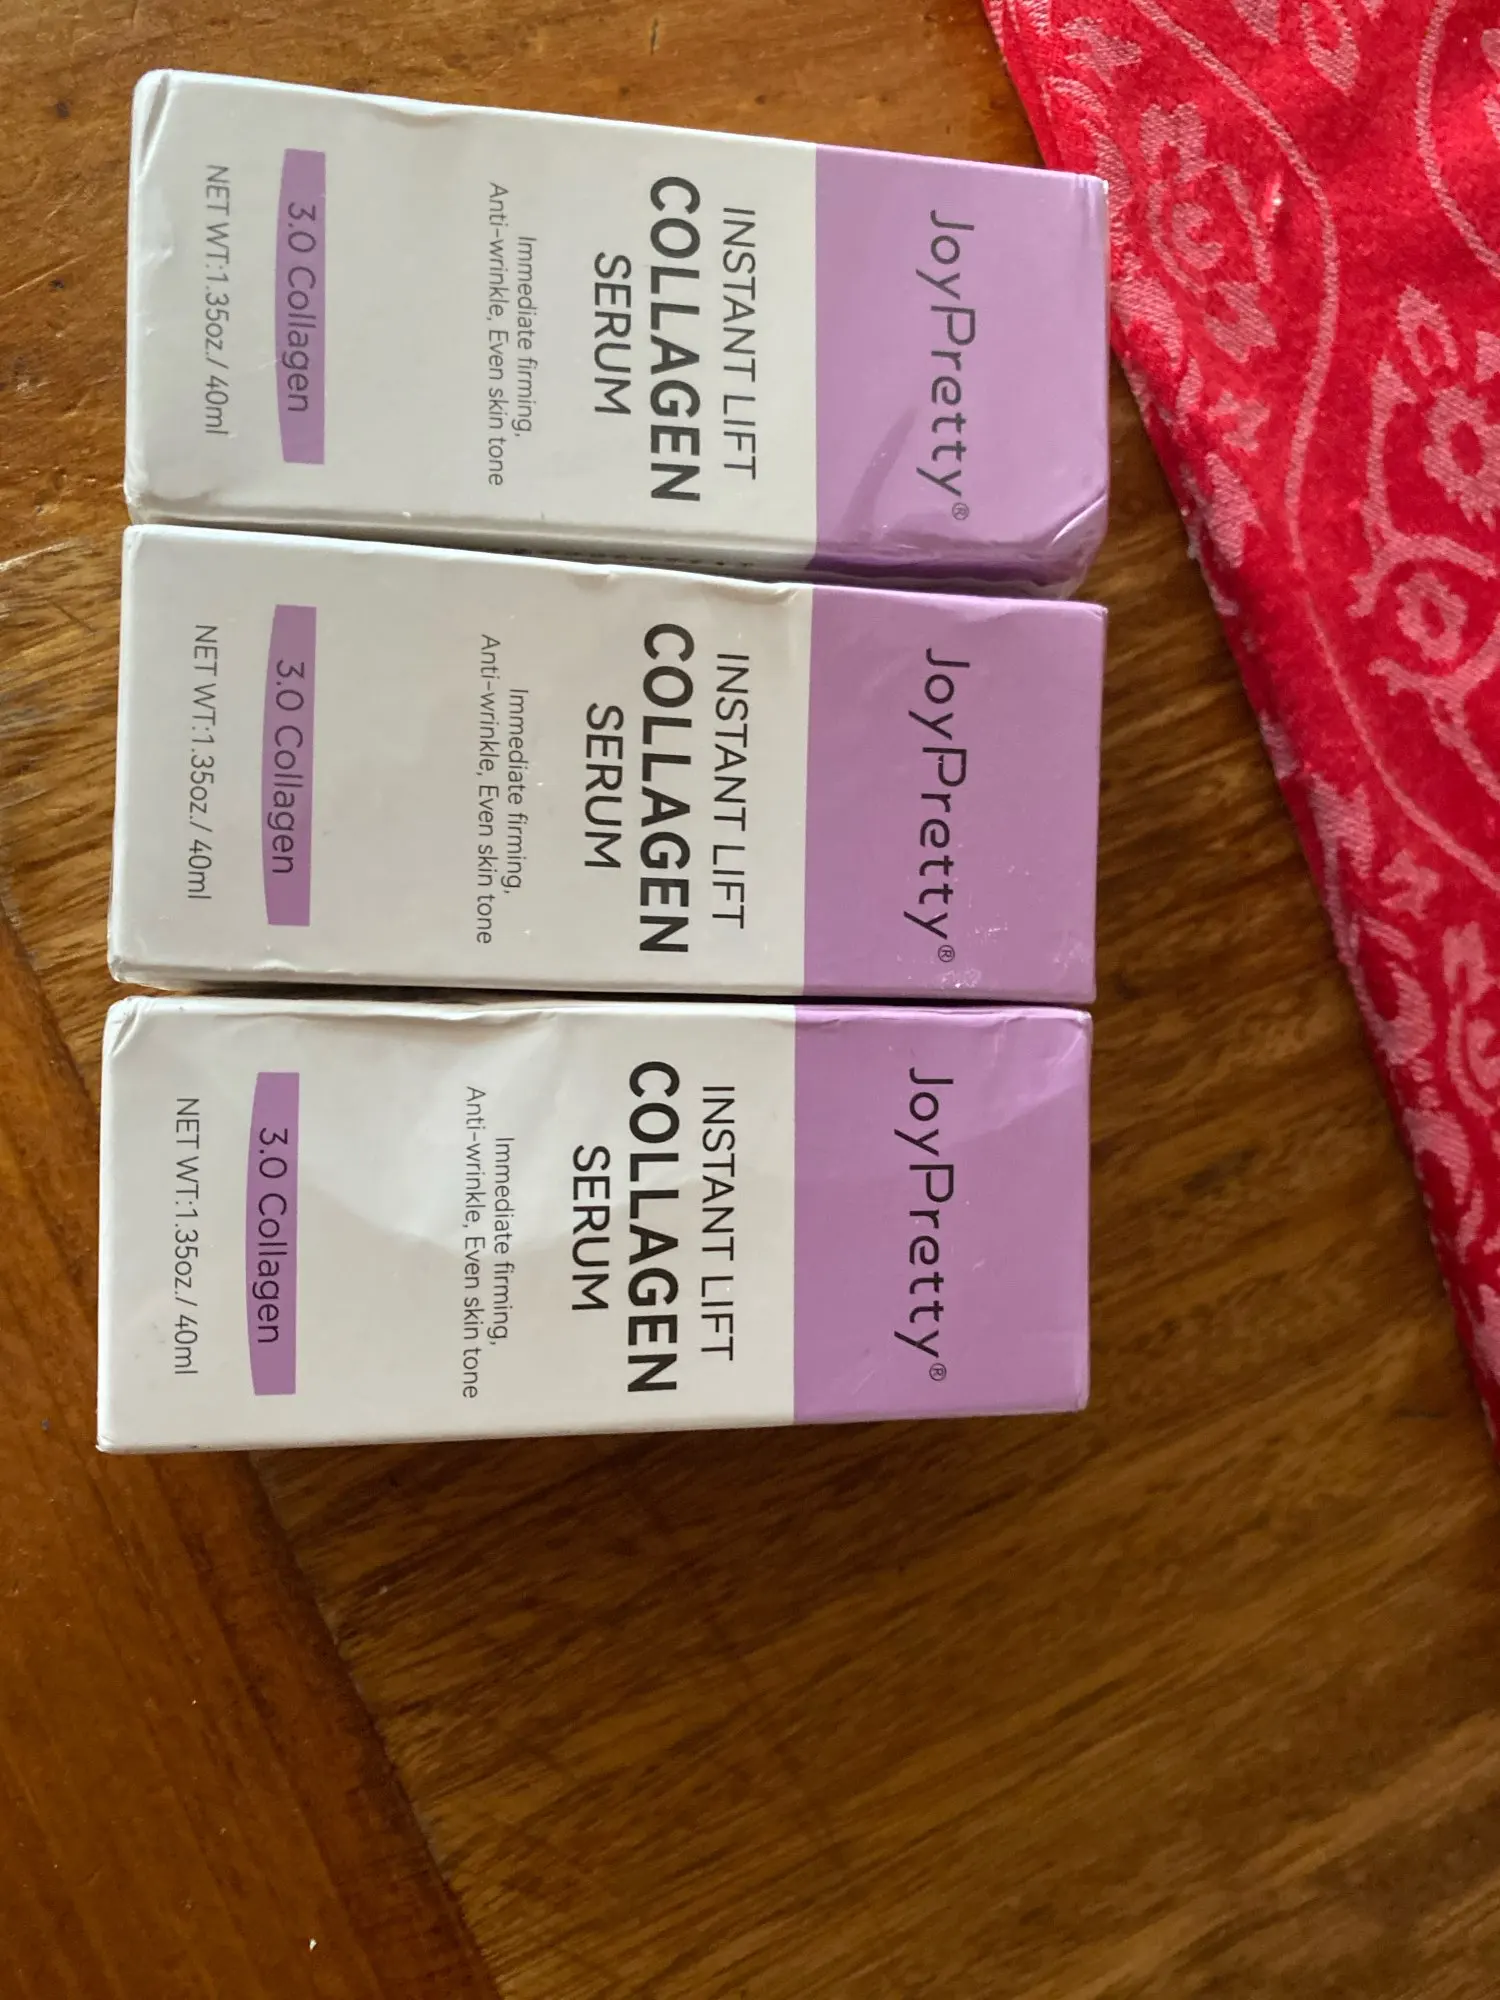 JoyPretty®
INSTANT LIFT
COLLAGEN
SERUM
Immediate firming,
Anti-wrinkle, Even skin tone
3.0 Collagen
NET WT:1.35oz./ 40ml
JoyPretty®
INSTANT LIFT
COLLAGEN
SERUM
Immediate firming,
Anti-wrinkle, Even skin tone
3.0 Collagen
NET WT:1.35oz./ 40ml
JoyPretty®
INSTANT LIFT
COLLAGEN
SERUM
Immediate firming,
Anti-wrinkle, Even skin tone
3.0 Collagen
NET WT:1.35oz./ 40ml